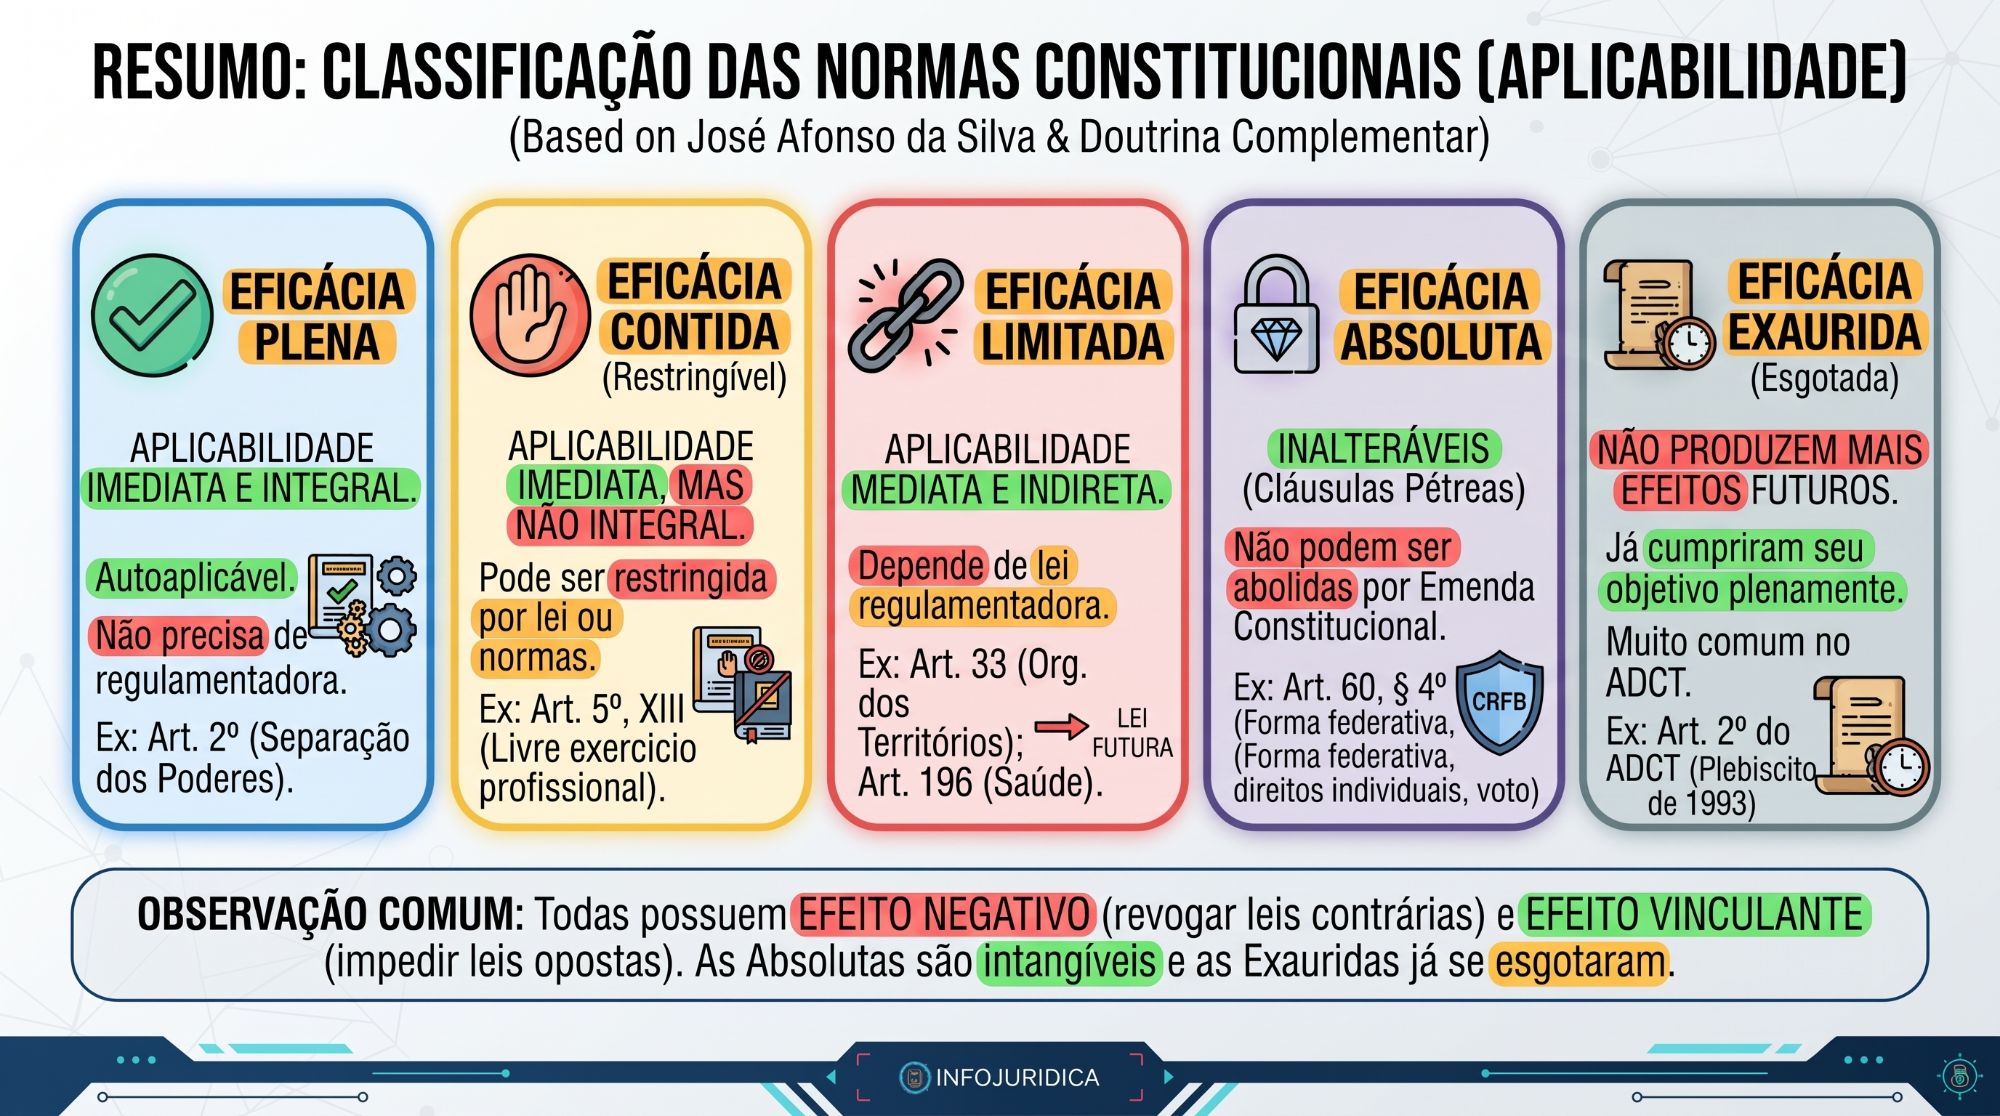 RESUMO: CLASSIFICAÇÃO DAS NORMAS CONSTITUCIONAIS (APLICABILIDADE)
(Based on José Afonso da Silva & Doutrina Complementar)
EFICÁCIA
PLENA
APLICABILIDADE
IMEDIATA E INTEGRAL.
Autoaplicável.
Não precisa de
regulamentadora.
Ex: Art. 2º (Separação
dos Poderes).
EFICÁCIA
CONTIDA
(Restringível)
APLICABILIDADE
IMEDIATA, MAS
NÃO INTEGRAL.
Pode ser restringida
por lei ou
normas.
Ex: Art. 5º, XIII
(Livre exercicio
profissional).
EFICÁCIA
LIMITADA
APLICABILIDADE
MEDIATA E INDIRETA.
Depende de lei
regulamentadora.
Ex: Art. 33 (Org.
dos
Territórios);
Art. 196 (Saúde).
LEI
FUTURA
EFICÁCIA
ABSOLUTA
INALTERÁVEIS
(Cláusulas Pétreas)
Não podem ser
abolidas por Emenda
Constitucional.
Ex: Art. 60, § 4º
(Forma federativa,
(Forma federativa,
direitos individuais, voto)
CRFB
EFICÁCIA
EXAURIDA
(Esgotada)
NÃO PRODUZEM MAIS
EFEITOS FUTUROS.
Já cumpriram seu
objetivo plenamente.
Muito comum no
ADCT.
Ex: Art. 2º do
ADCT (Plebiscito
de 1993)
OBSERVAÇÃO COMUM: Todas possuem EFEITO NEGATIVO (revogar leis contrárias) e EFEITO VINCULANTE
(impedir leis opostas). As Absolutas são intangíveis e as Exauridas já se esgotaram.
INFOJURIDICA